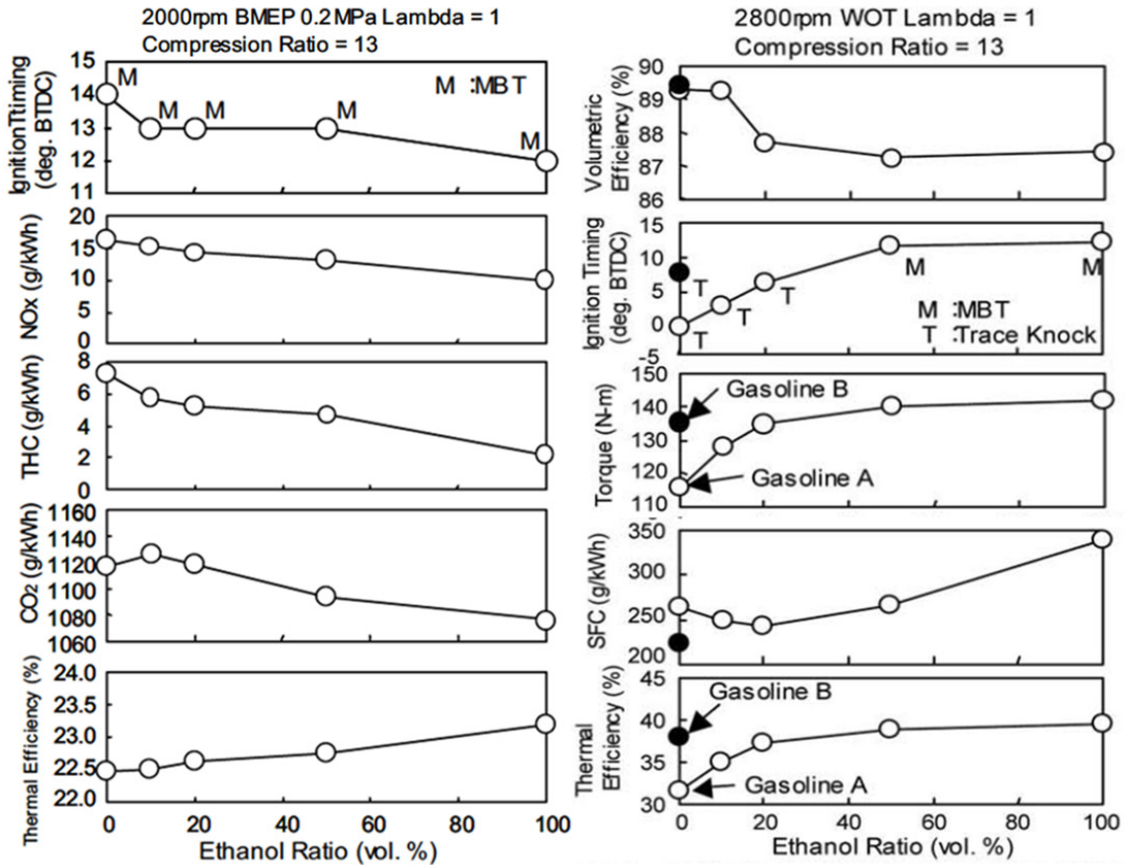 2000rpm BMEP 0.2MPa Lambda = 1
Compression Ratio = 13
15
14
13
12
11
IgnitionTtiming
(deg. BTDC)
M
M
M
M
M
M :MBT
20
15
10
5
0
NOx (g/kWh)
8
6
4
2
0
THC (g/kWh)
1160
1140
1120
1100
1080
1060
CO2 (g/kWh)
24.0
23.5
23.0
22.5
22.0
Thermal Efficiency (%)
0
20
40
60
80
100
Ethanol Ratio (vol. %)
2800rpm WOT Lambda = 1
Compression Ratio = 13
90
89
88
87
86
Volumetric
Efficiency (%)
15
10
5
0
-5
Ignition Timing
(deg. BTDC)
T
T
T
T
M
M
M :MBT
T :Trace Knock
150
140
130
120
110
Torque (N-m)
Gasoline B
Gasoline A
350
300
250
200
SFC (g/kWh)
45
40
35
30
Thermal
Efficiency (%)
Gasoline B
Gasoline A
0
20
40
60
80
100
Ethanol Ratio (vol. %)